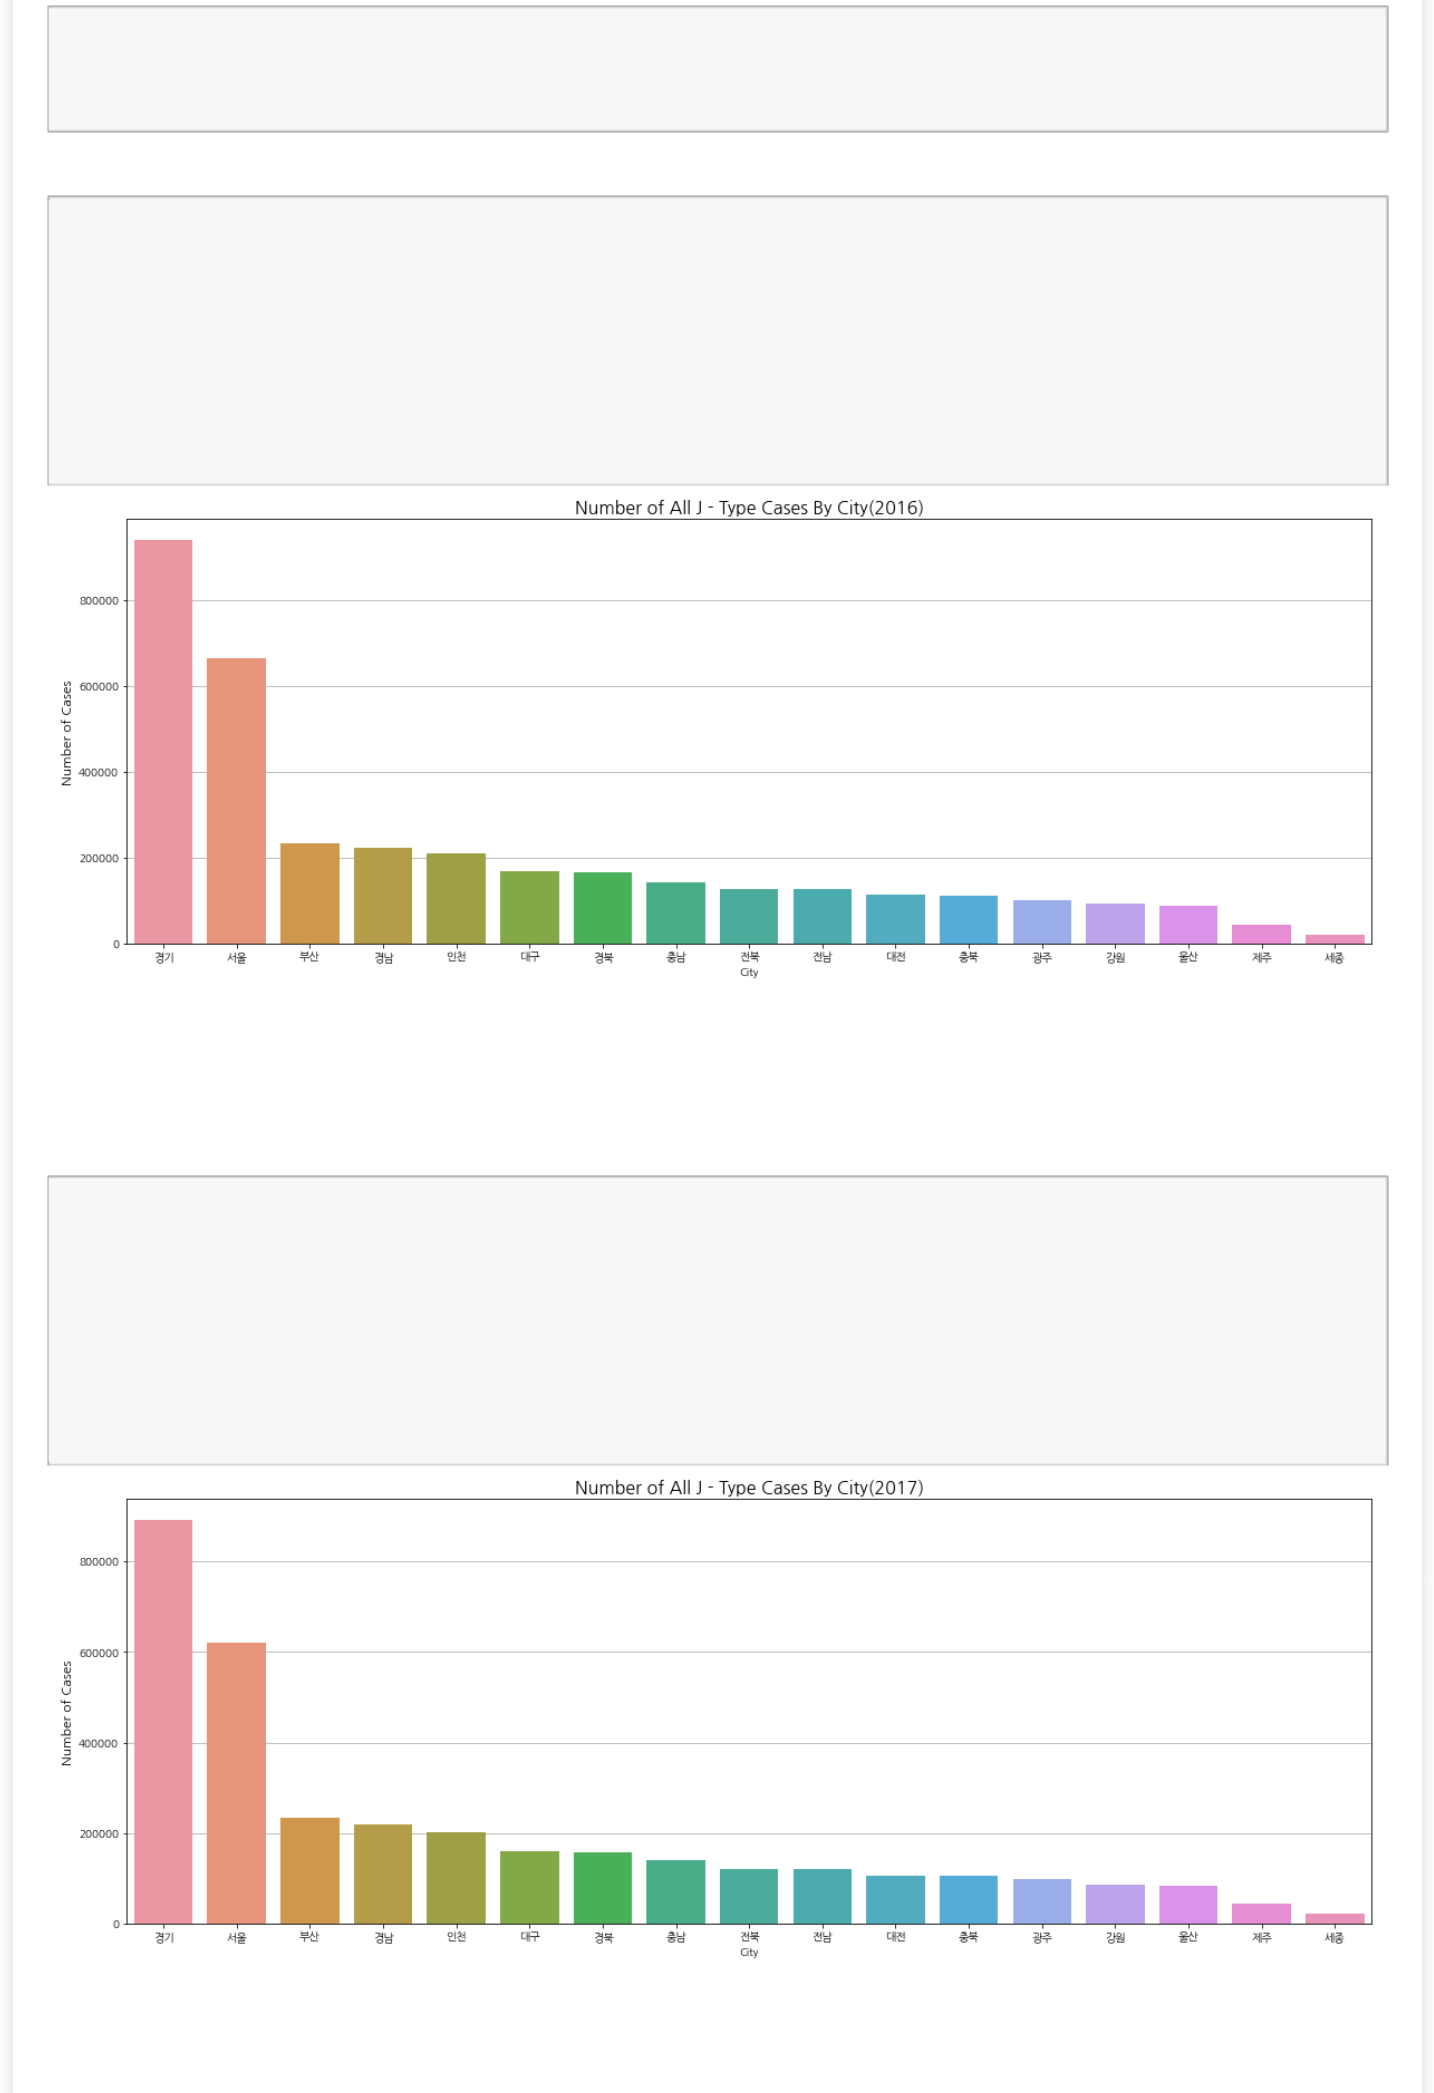 Number of All J - Type Cases By City(2016)
800000
600000
400000
200000
0
Number of Cases
경기 서울 부산 경남 인천 대구 경북 충남 전북 전남 대전 충북 광주 강원 울산 제주 세종
City
Number of All J - Type Cases By City(2017)
800000
600000
400000
200000
0
Number of Cases
경기 서울 부산 경남 인천 대구 경북 충남 전북 전남 대전 충북 광주 강원 울산 제주 세종
City